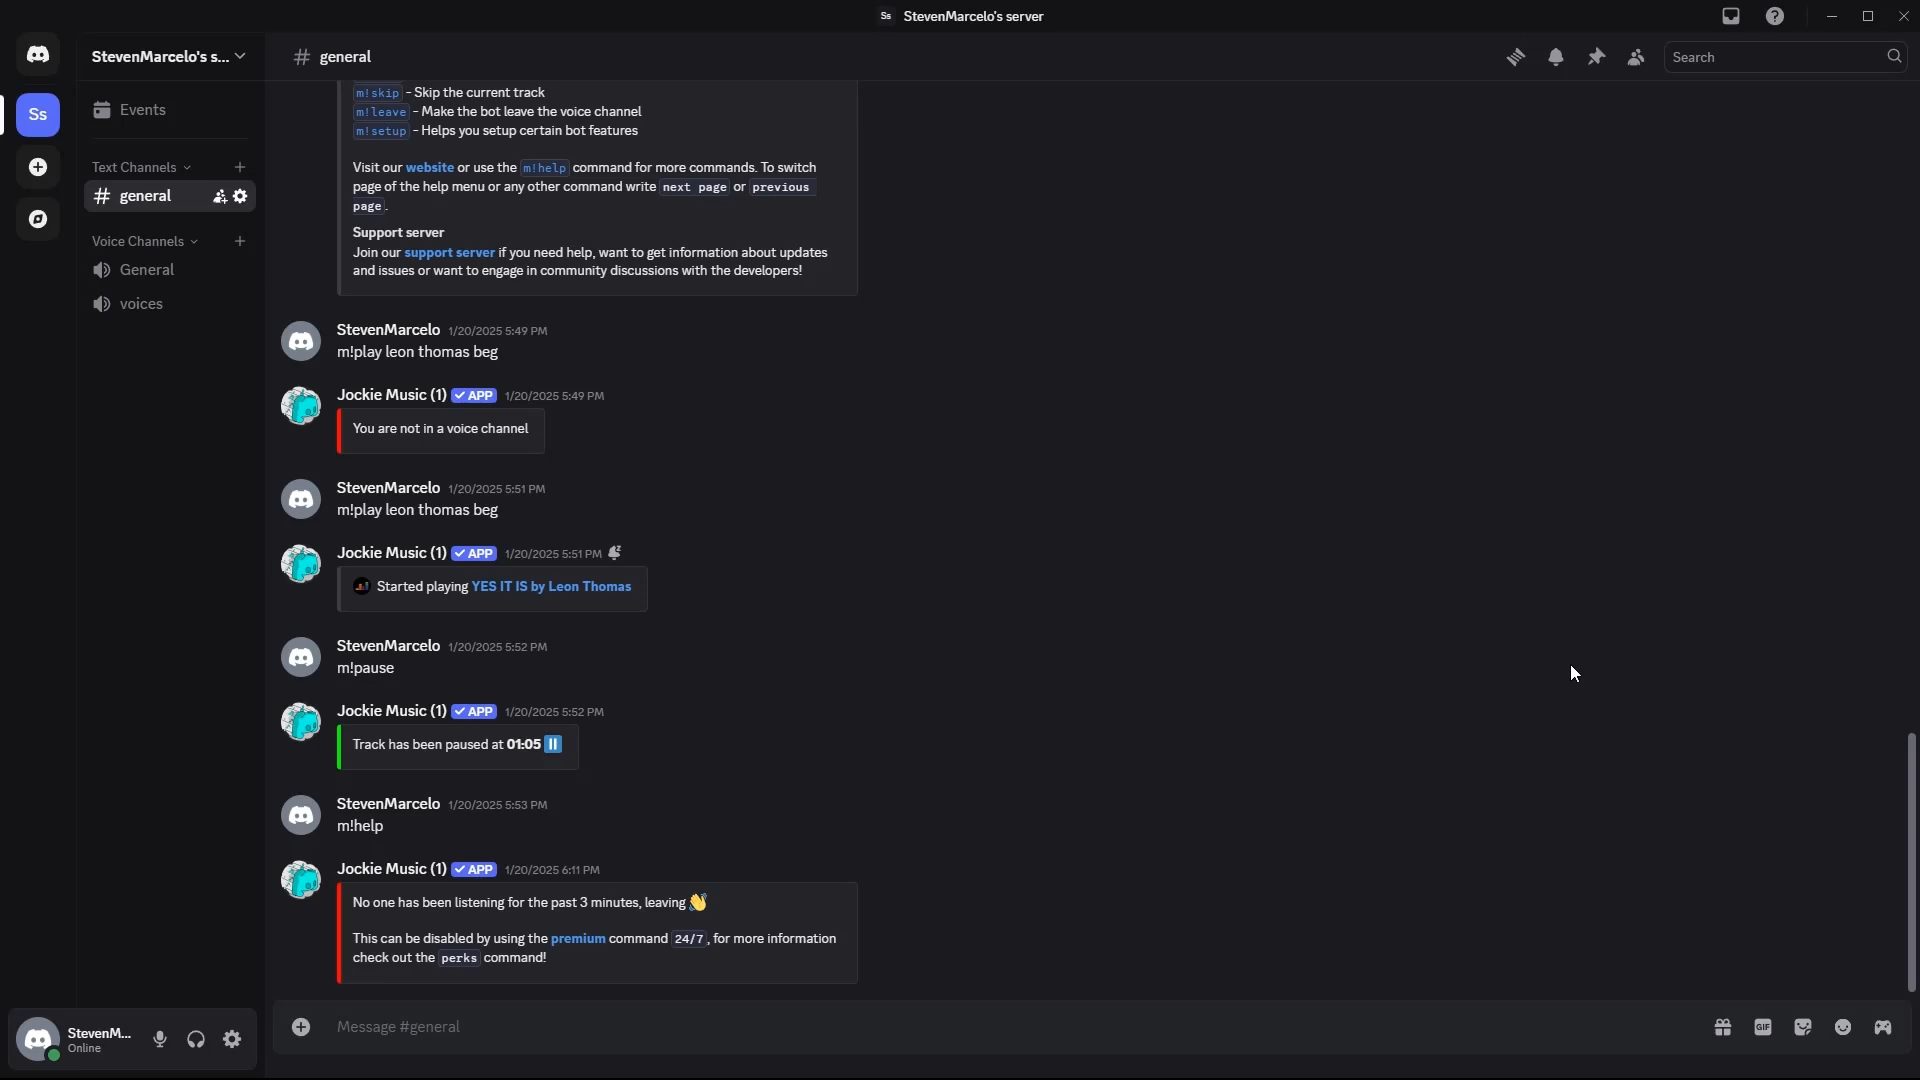 Ss StevenMarcelo's server
StevenMarcelo's s...
general
Search
Ss
Events
Text Channels
general
Voice Channels
General
voices
m!skip - Skip the current track
m!leave - Make the bot leave the voice channel
m!setup - Helps you setup certain bot features
Visit our website or use the m!help command for more commands. To switch
page of the help menu or any other command write next page or previous
page.
Support server
Join our support server if you need help, want to get information about updates
and issues or want to engage in community discussions with the developers!
StevenMarcelo 1/20/2025 5:49 PM
m!play leon thomas beg
Jockie Music (1) APP 1/20/2025 5:49 PM
You are not in a voice channel
StevenMarcelo 1/20/2025 5:51 PM
m!play leon thomas beg
Jockie Music (1) APP 1/20/2025 5:51 PM
Started playing YES IT IS by Leon Thomas
StevenMarcelo 1/20/2025 5:52 PM
m!pause
Jockie Music (1) APP 1/20/2025 5:52 PM
Track has been paused at 01:05
StevenMarcelo 1/20/2025 5:53 PM
m!help
Jockie Music (1) APP 1/20/2025 6:11 PM
No one has been listening for the past 3 minutes, leaving 👋
This can be disabled by using the premium command 24/7, for more information
check out the perks command!
StevenM...
Online
Message #general
GIF